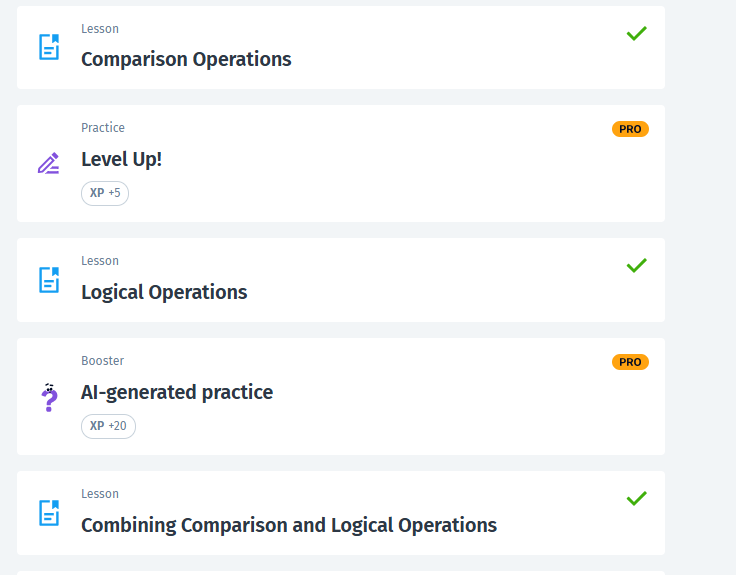 Lesson
Comparison Operations
Practice
PRO
Level Up!
XP +5
Lesson
Logical Operations
Booster
PRO
AI-generated practice
XP +20
Lesson
Combining Comparison and Logical Operations